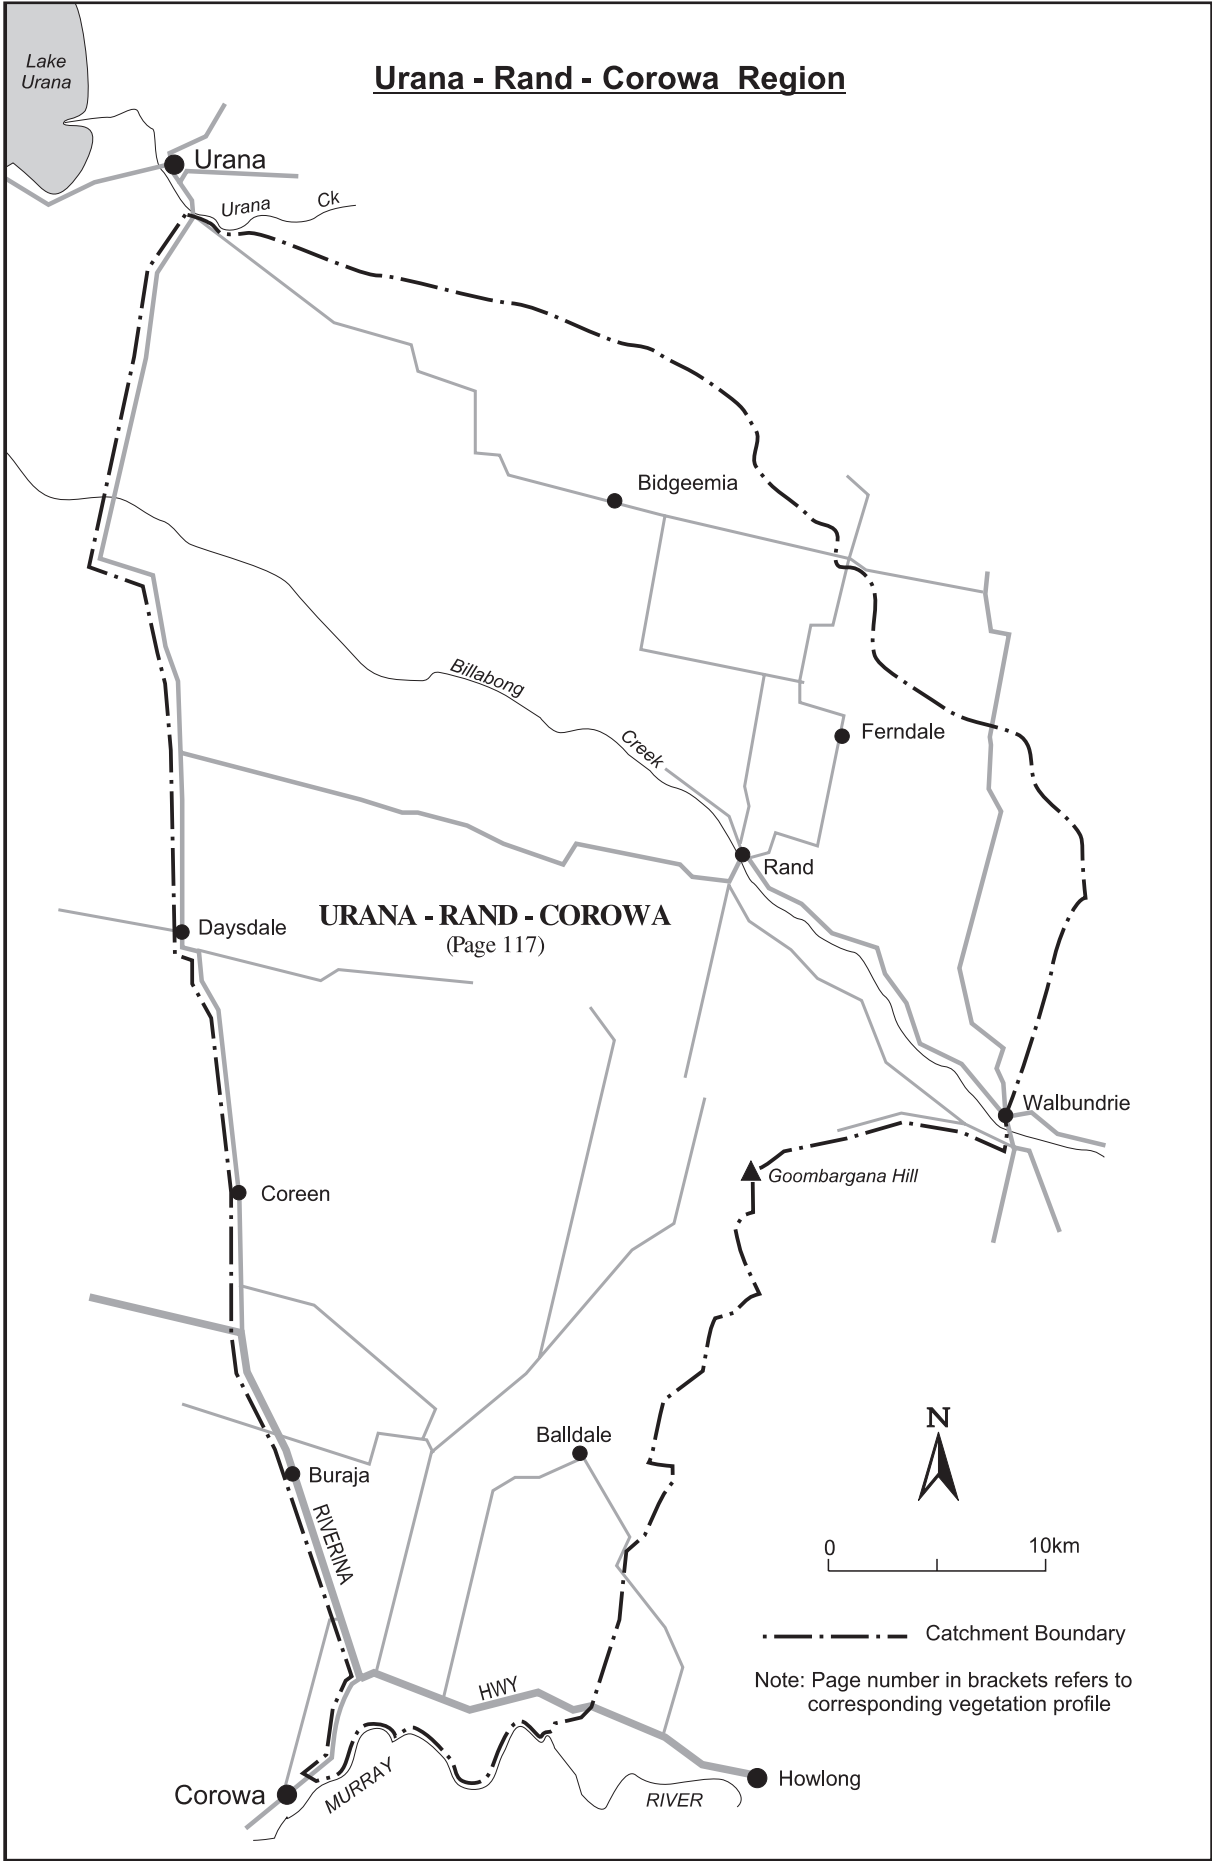 Urana - Rand - Corowa Region
Lake
Urana
Urana
Urana Ck
Bidgeemia
Billabong
Creek
Ferndale
Rand
URANA - RAND - COROWA
(Page 117)
Daysdale
Walbundrie
Goombargana Hill
Coreen
N
Balldale
Buraja
RIVERINA
0 10km
Catchment Boundary
Note: Page number in brackets refers to
corresponding vegetation profile
HWY
Howlong
Corowa
MURRAY
RIVER